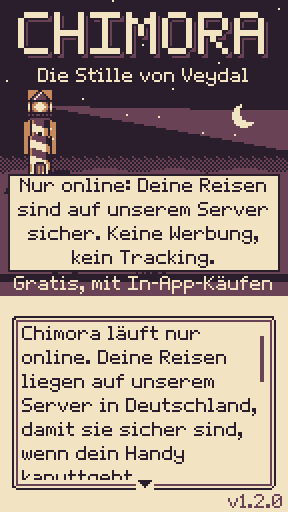 CHIMORA
Die Stille von Veydal
Nur online: Deine Reisen
sind auf unserem Server
sicher. Keine Werbung,
kein Tracking.
Gratis, mit In-App-Käufen
Chimora läuft nur
online. Deine Reisen
liegen auf unserem
Server in Deutschland,
damit sie sicher sind,
wenn dein Handy
kaputtgeht
v1.2.0